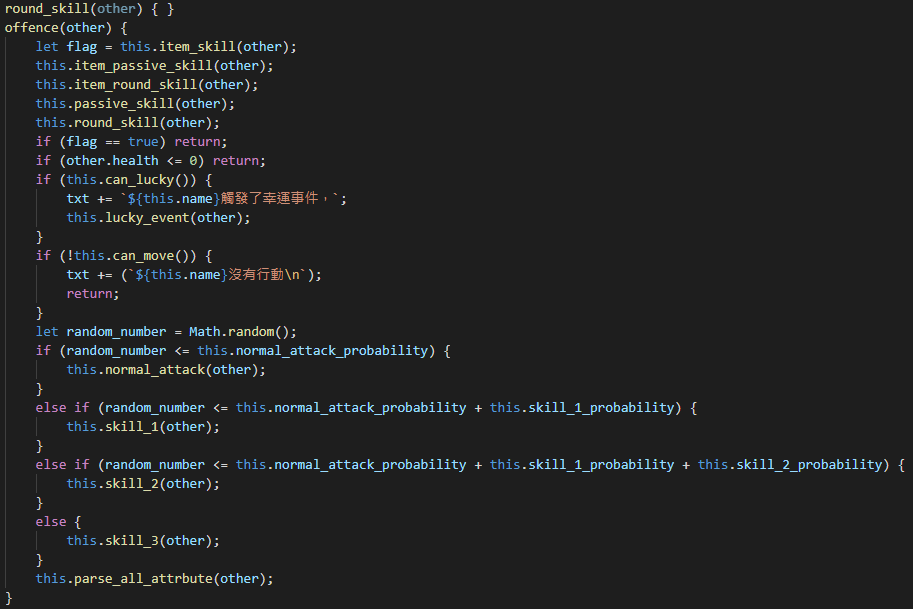 round_skill(other) { }
offence(other) {
    let flag = this.item_skill(other);
    this.item_passive_skill(other);
    this.item_round_skill(other);
    this.passive_skill(other);
    this.round_skill(other);
    if (flag == true) return;
    if (other.health <= 0) return;
    if (this.can_lucky()) {
        txt += `${this.name}觸發了幸運事件，`;
        this.lucky_event(other);
    }
    if (!this.can_move()) {
        txt += (`${this.name}沒有行動\n`);
        return;
    }
    let random_number = Math.random();
    if (random_number <= this.normal_attack_probability) {
        this.normal_attack(other);
    }
    else if (random_number <= this.normal_attack_probability + this.skill_1_probability) {
        this.skill_1(other);
    }
    else if (random_number <= this.normal_attack_probability + this.skill_1_probability + this.skill_2_probability) {
        this.skill_2(other);
    }
    else {
        this.skill_3(other);
    }
    this.parse_all_attrbute(other);
}